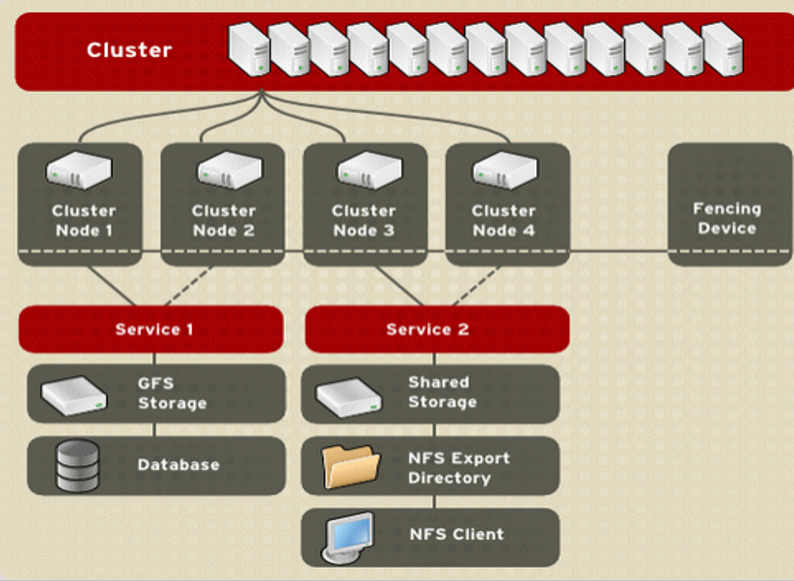 Cluster
Cluster
Node 1
Cluster
Node 2
Cluster
Node 3
Cluster
Node 4
Fencing
Device
Service 1
Service 2
GFS
Storage
Shared
Storage
Database
NFS Export
Directory
NFS Client